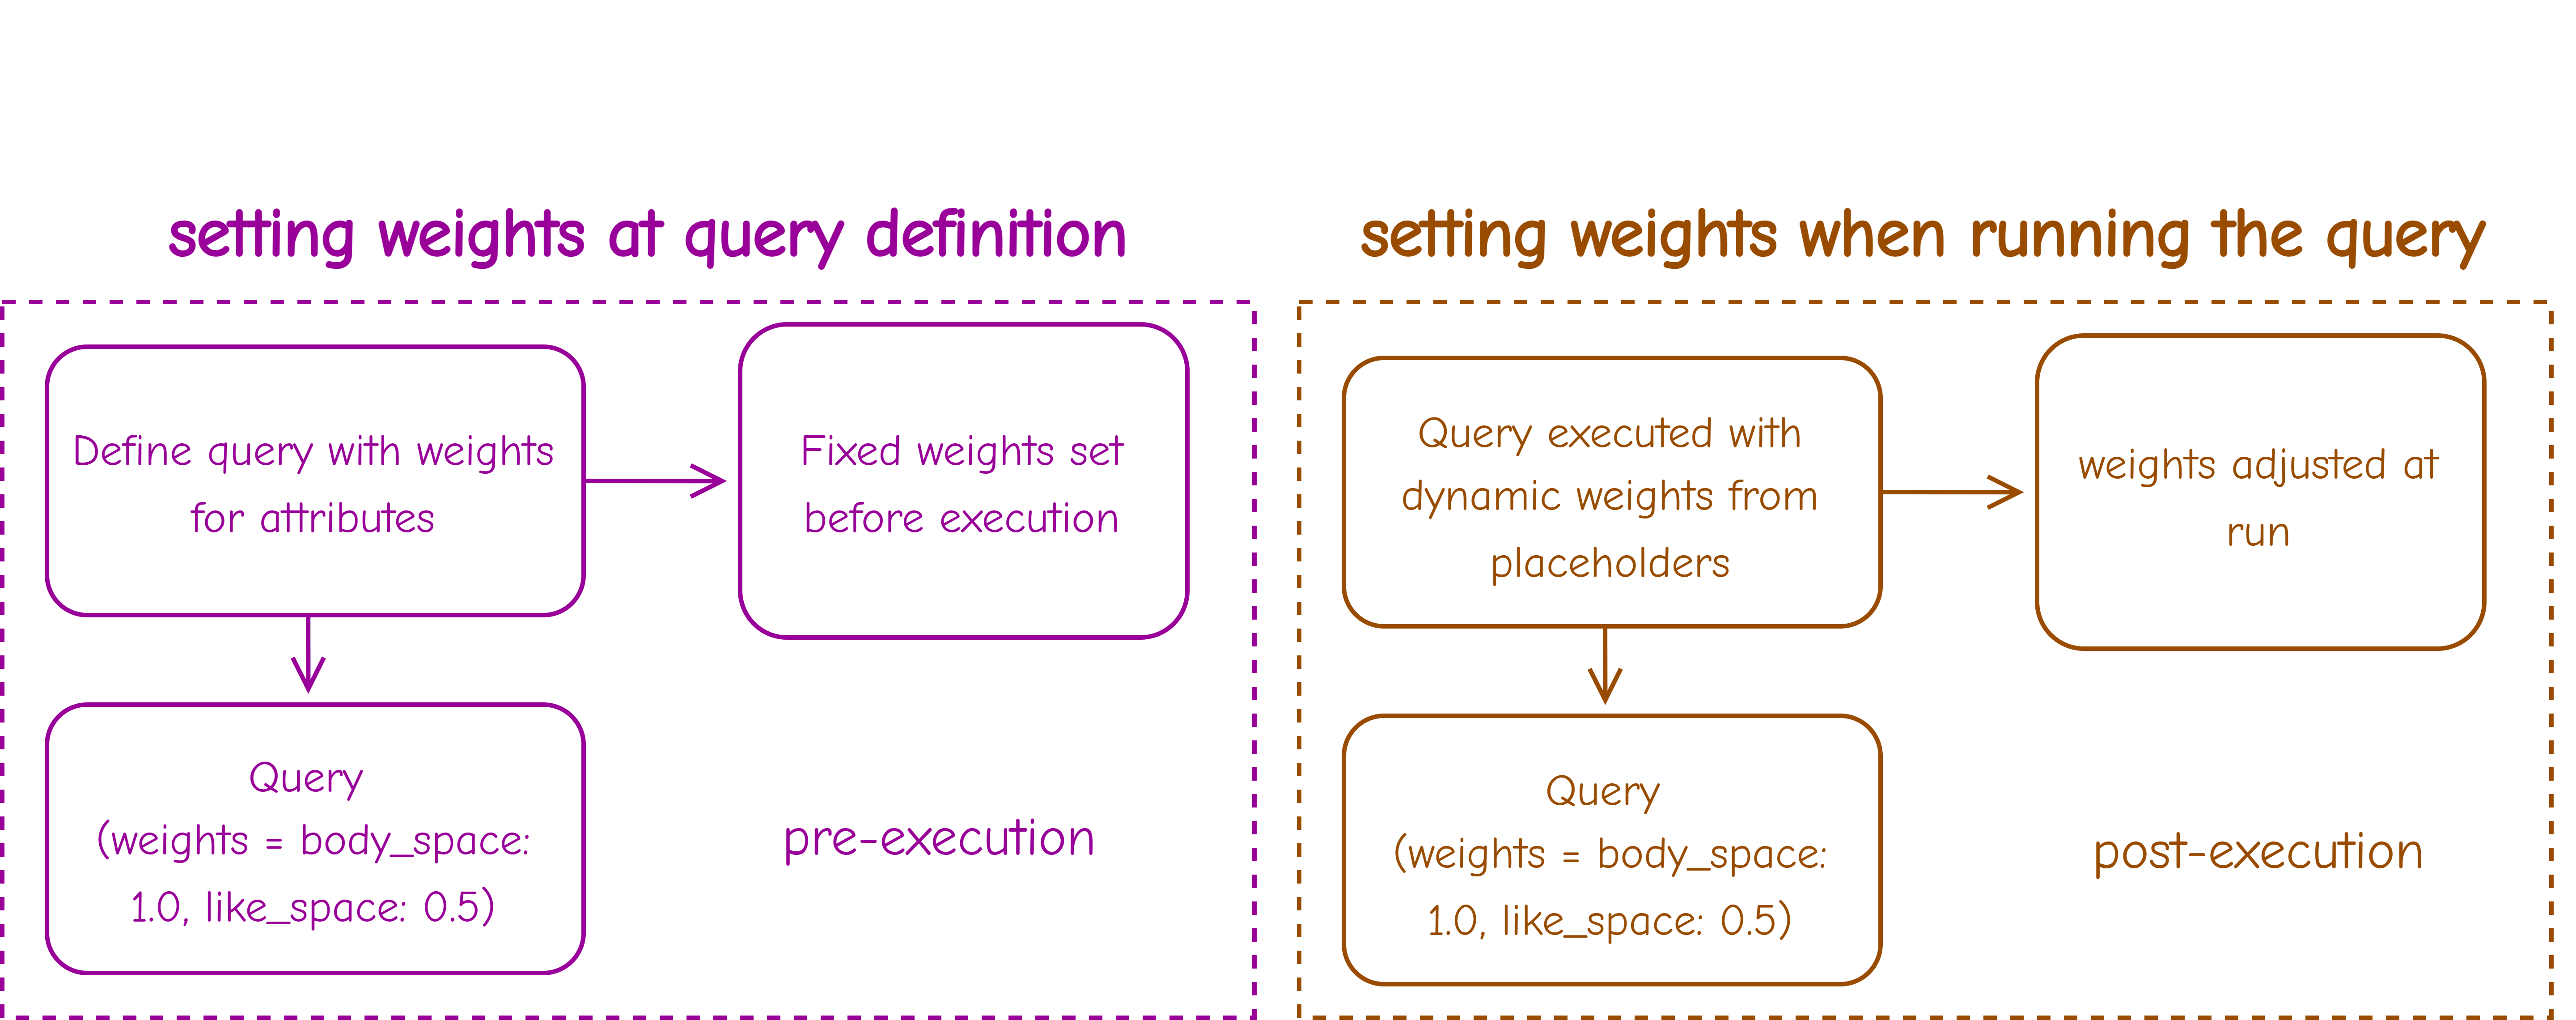 setting weights at query definition
Define query with weights
for attributes
Fixed weights set
before execution
Query
(weights = body_space:
1.0, like_space: 0.5)
pre-execution
setting weights when running the query
Query executed with
dynamic weights from
placeholders
weights adjusted at
run
Query
(weights = body_space:
1.0, like_space: 0.5)
post-execution